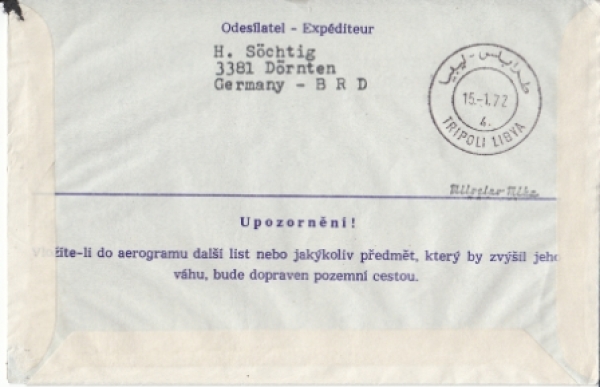 Odesílatel - Expéditeur
H. Söchtig
3381 Dörnten
Germany - B R D
طرابلس - ليبيا
15.-1.72
4.
TRIPOLI LIBYA
Upozornění!
Vložíte-li do aerogramu další list nebo jakýkoliv předmět, který by zvýšil jeho
váhu, bude dopraven pozemní cestou.